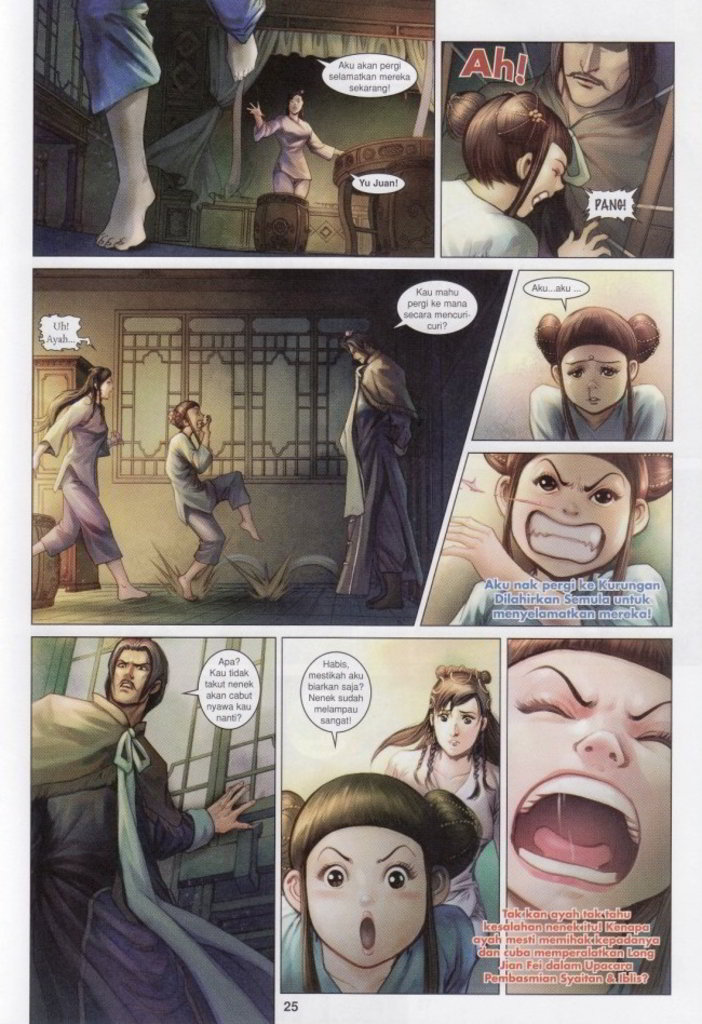 Aku akan pergi
selamatkan mereka
sekarang!
Yu Juan!
Ah!
PANG!
Uh!
Ayah...
Kau mahu
pergi ke mana
secara mencuri-
curi?
Aku...aku ...
Aku nak pergi ke Kurungan
Dilahirkan Semula untuk
menyelamatkan mereka!
Apa?
Kau tidak
takut nenek
akan cabut
nyawa kau
nanti?
Habis,
mestikah aku
biarkan saja?
Nenek sudah
melampau
sangat!
Tak kan ayah tak tahu
kesalahan nenek itu! Kenapa
ayah mesti memihak kepadanya
dan cuba memperalatkan Long
Jian Fei dalam Upacara
Pembasmian Syaitan & Iblis?
25